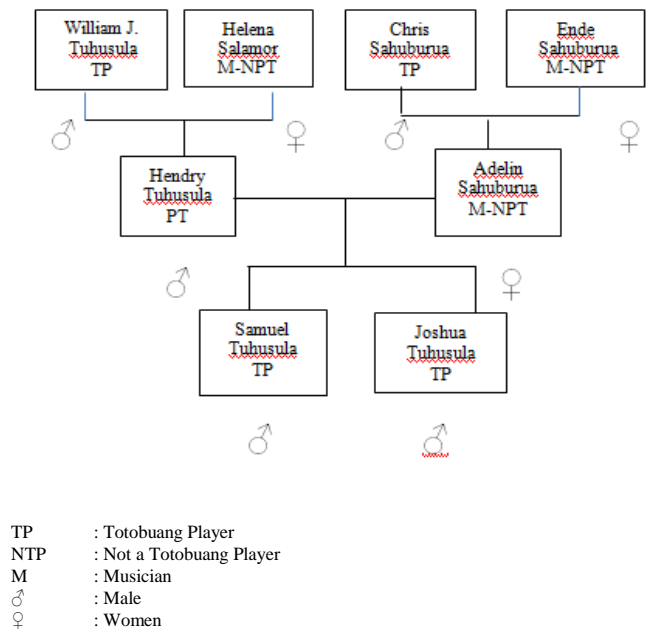 William J.
Tuhusula
TP
Helena
Salamor
M-NPT
Chris
Sahuburua
TP
Ende
Sahuburua
M-NPT
♂
♀
♂
♀
Hendry
Tuhusula
PT
Adelin
Sahuburua
M-NPT
♂
♀
Samuel
Tuhusula
TP
Joshua
Tuhusula
TP
♂
♂
TP : Totobuang Player
NTP : Not a Totobuang Player
M : Musician
♂ : Male
♀ : Women